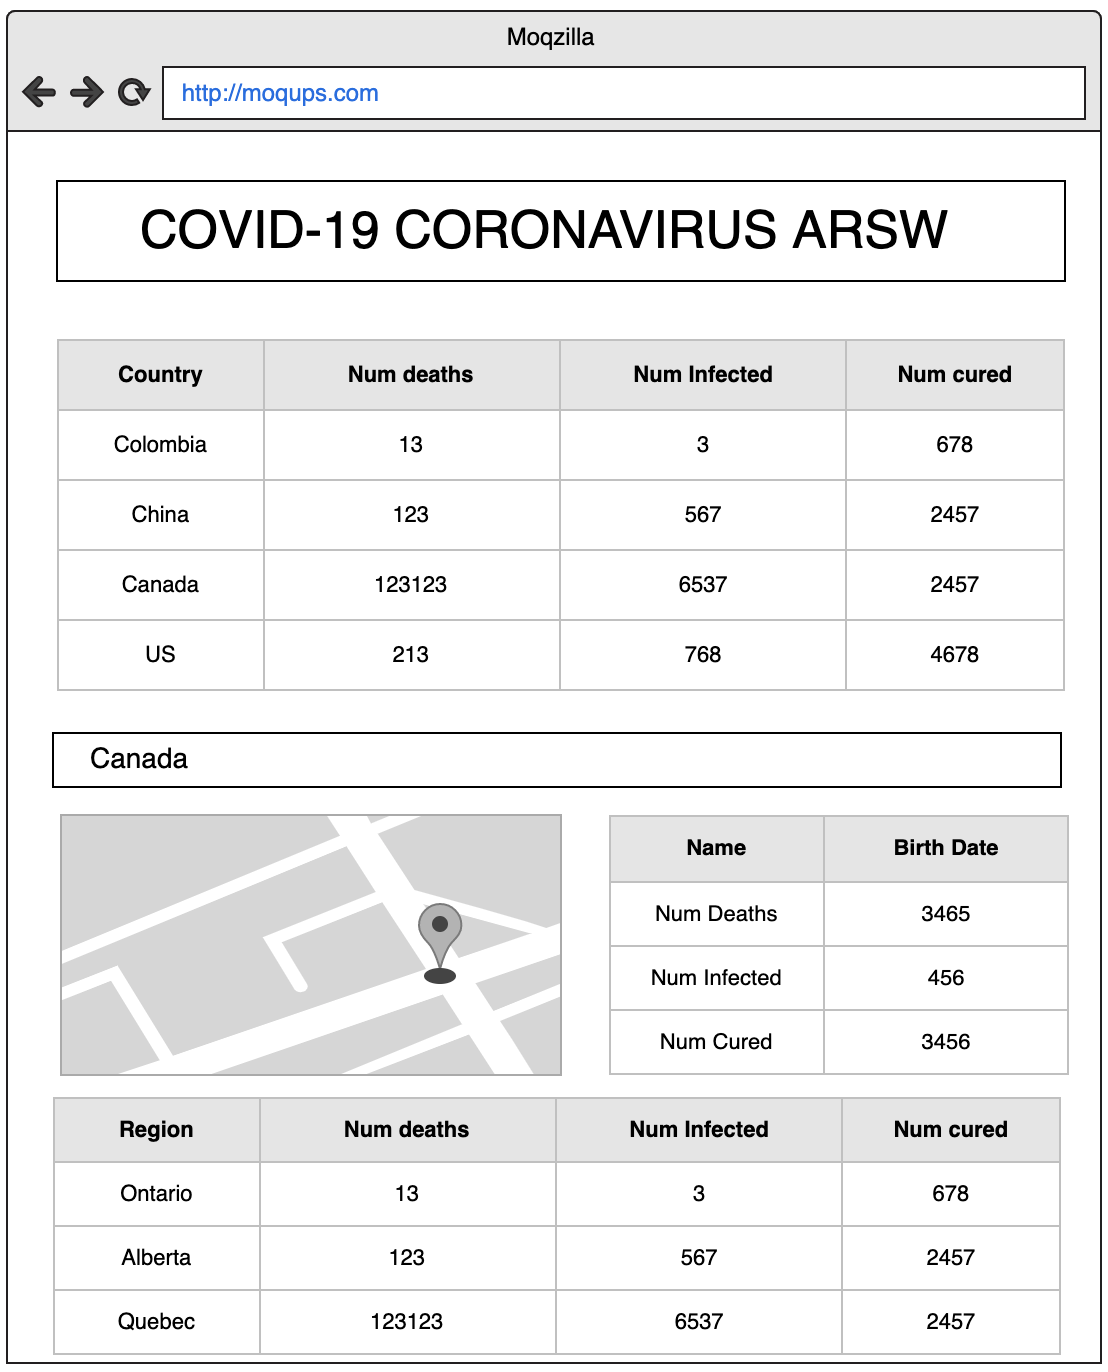 Moqzilla
http://moqups.com
COVID-19 CORONAVIRUS ARSW
Country Num deaths Num Infected Num cured
Colombia 13 3 678
China 123 567 2457
Canada 123123 6537 2457
US 213 768 4678
Canada
Name Birth Date
Num Deaths 3465
Num Infected 456
Num Cured 3456
Region Num deaths Num Infected Num cured
Ontario 13 3 678
Alberta 123 567 2457
Quebec 123123 6537 2457